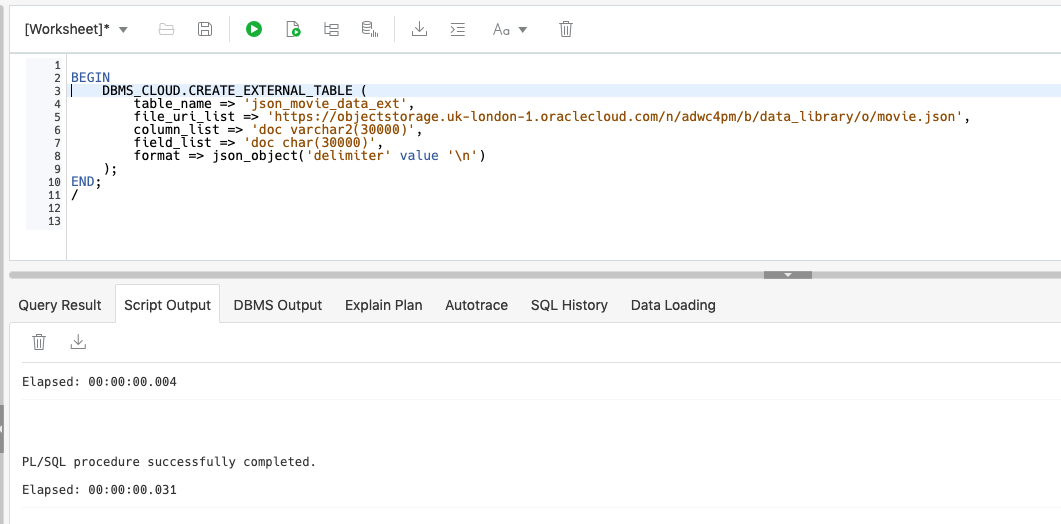 [Worksheet]*
Aa
1
2 BEGIN
3 DBMS_CLOUD.CREATE_EXTERNAL_TABLE (
4 table_name => 'json_movie_data_ext',
5 file_uri_list => 'https://objectstorage.uk-london-1.oraclecloud.com/n/adwc4pm/b/data_library/o/movie.json',
6 column_list => 'doc varchar2(30000)',
7 field_list => 'doc char(30000)',
8 format => json_object('delimiter' value '\n')
9 );
10 END;
11 /
12
13
Query Result Script Output DBMS Output Explain Plan Autotrace SQL History Data Loading
Elapsed: 00:00:00.004
PL/SQL procedure successfully completed.
Elapsed: 00:00:00.031